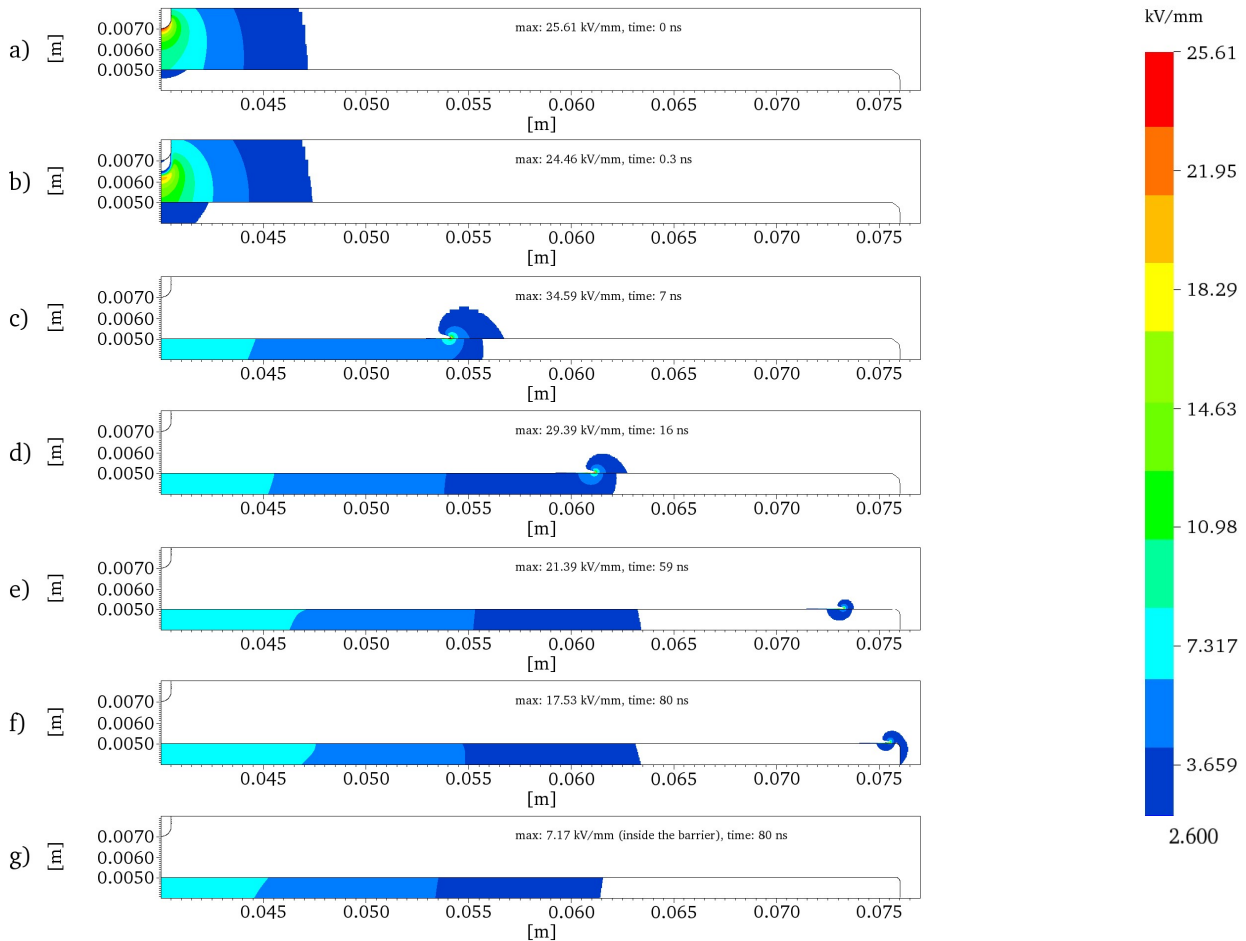 kV/mm
a)
[m]
0.0070
0.0060
0.0050
max: 25.61 kV/mm, time: 0 ns
0.045 0.050 0.055 0.060 0.065 0.070 0.075
[m]
b)
[m]
0.0070
0.0060
0.0050
max: 24.46 kV/mm, time: 0.3 ns
0.045 0.050 0.055 0.060 0.065 0.070 0.075
[m]
c)
[m]
0.0070
0.0060
0.0050
max: 34.59 kV/mm, time: 7 ns
0.045 0.050 0.055 0.060 0.065 0.070 0.075
[m]
d)
[m]
0.0070
0.0060
0.0050
max: 29.39 kV/mm, time: 16 ns
0.045 0.050 0.055 0.060 0.065 0.070 0.075
[m]
e)
[m]
0.0070
0.0060
0.0050
max: 21.39 kV/mm, time: 59 ns
0.045 0.050 0.055 0.060 0.065 0.070 0.075
[m]
f)
[m]
0.0070
0.0060
0.0050
max: 17.53 kV/mm, time: 80 ns
0.045 0.050 0.055 0.060 0.065 0.070 0.075
[m]
g)
[m]
0.0070
0.0060
0.0050
max: 7.17 kV/mm (inside the barrier), time: 80 ns
0.045 0.050 0.055 0.060 0.065 0.070 0.075
[m]
25.61
21.95
18.29
14.63
10.98
7.317
3.659
2.600